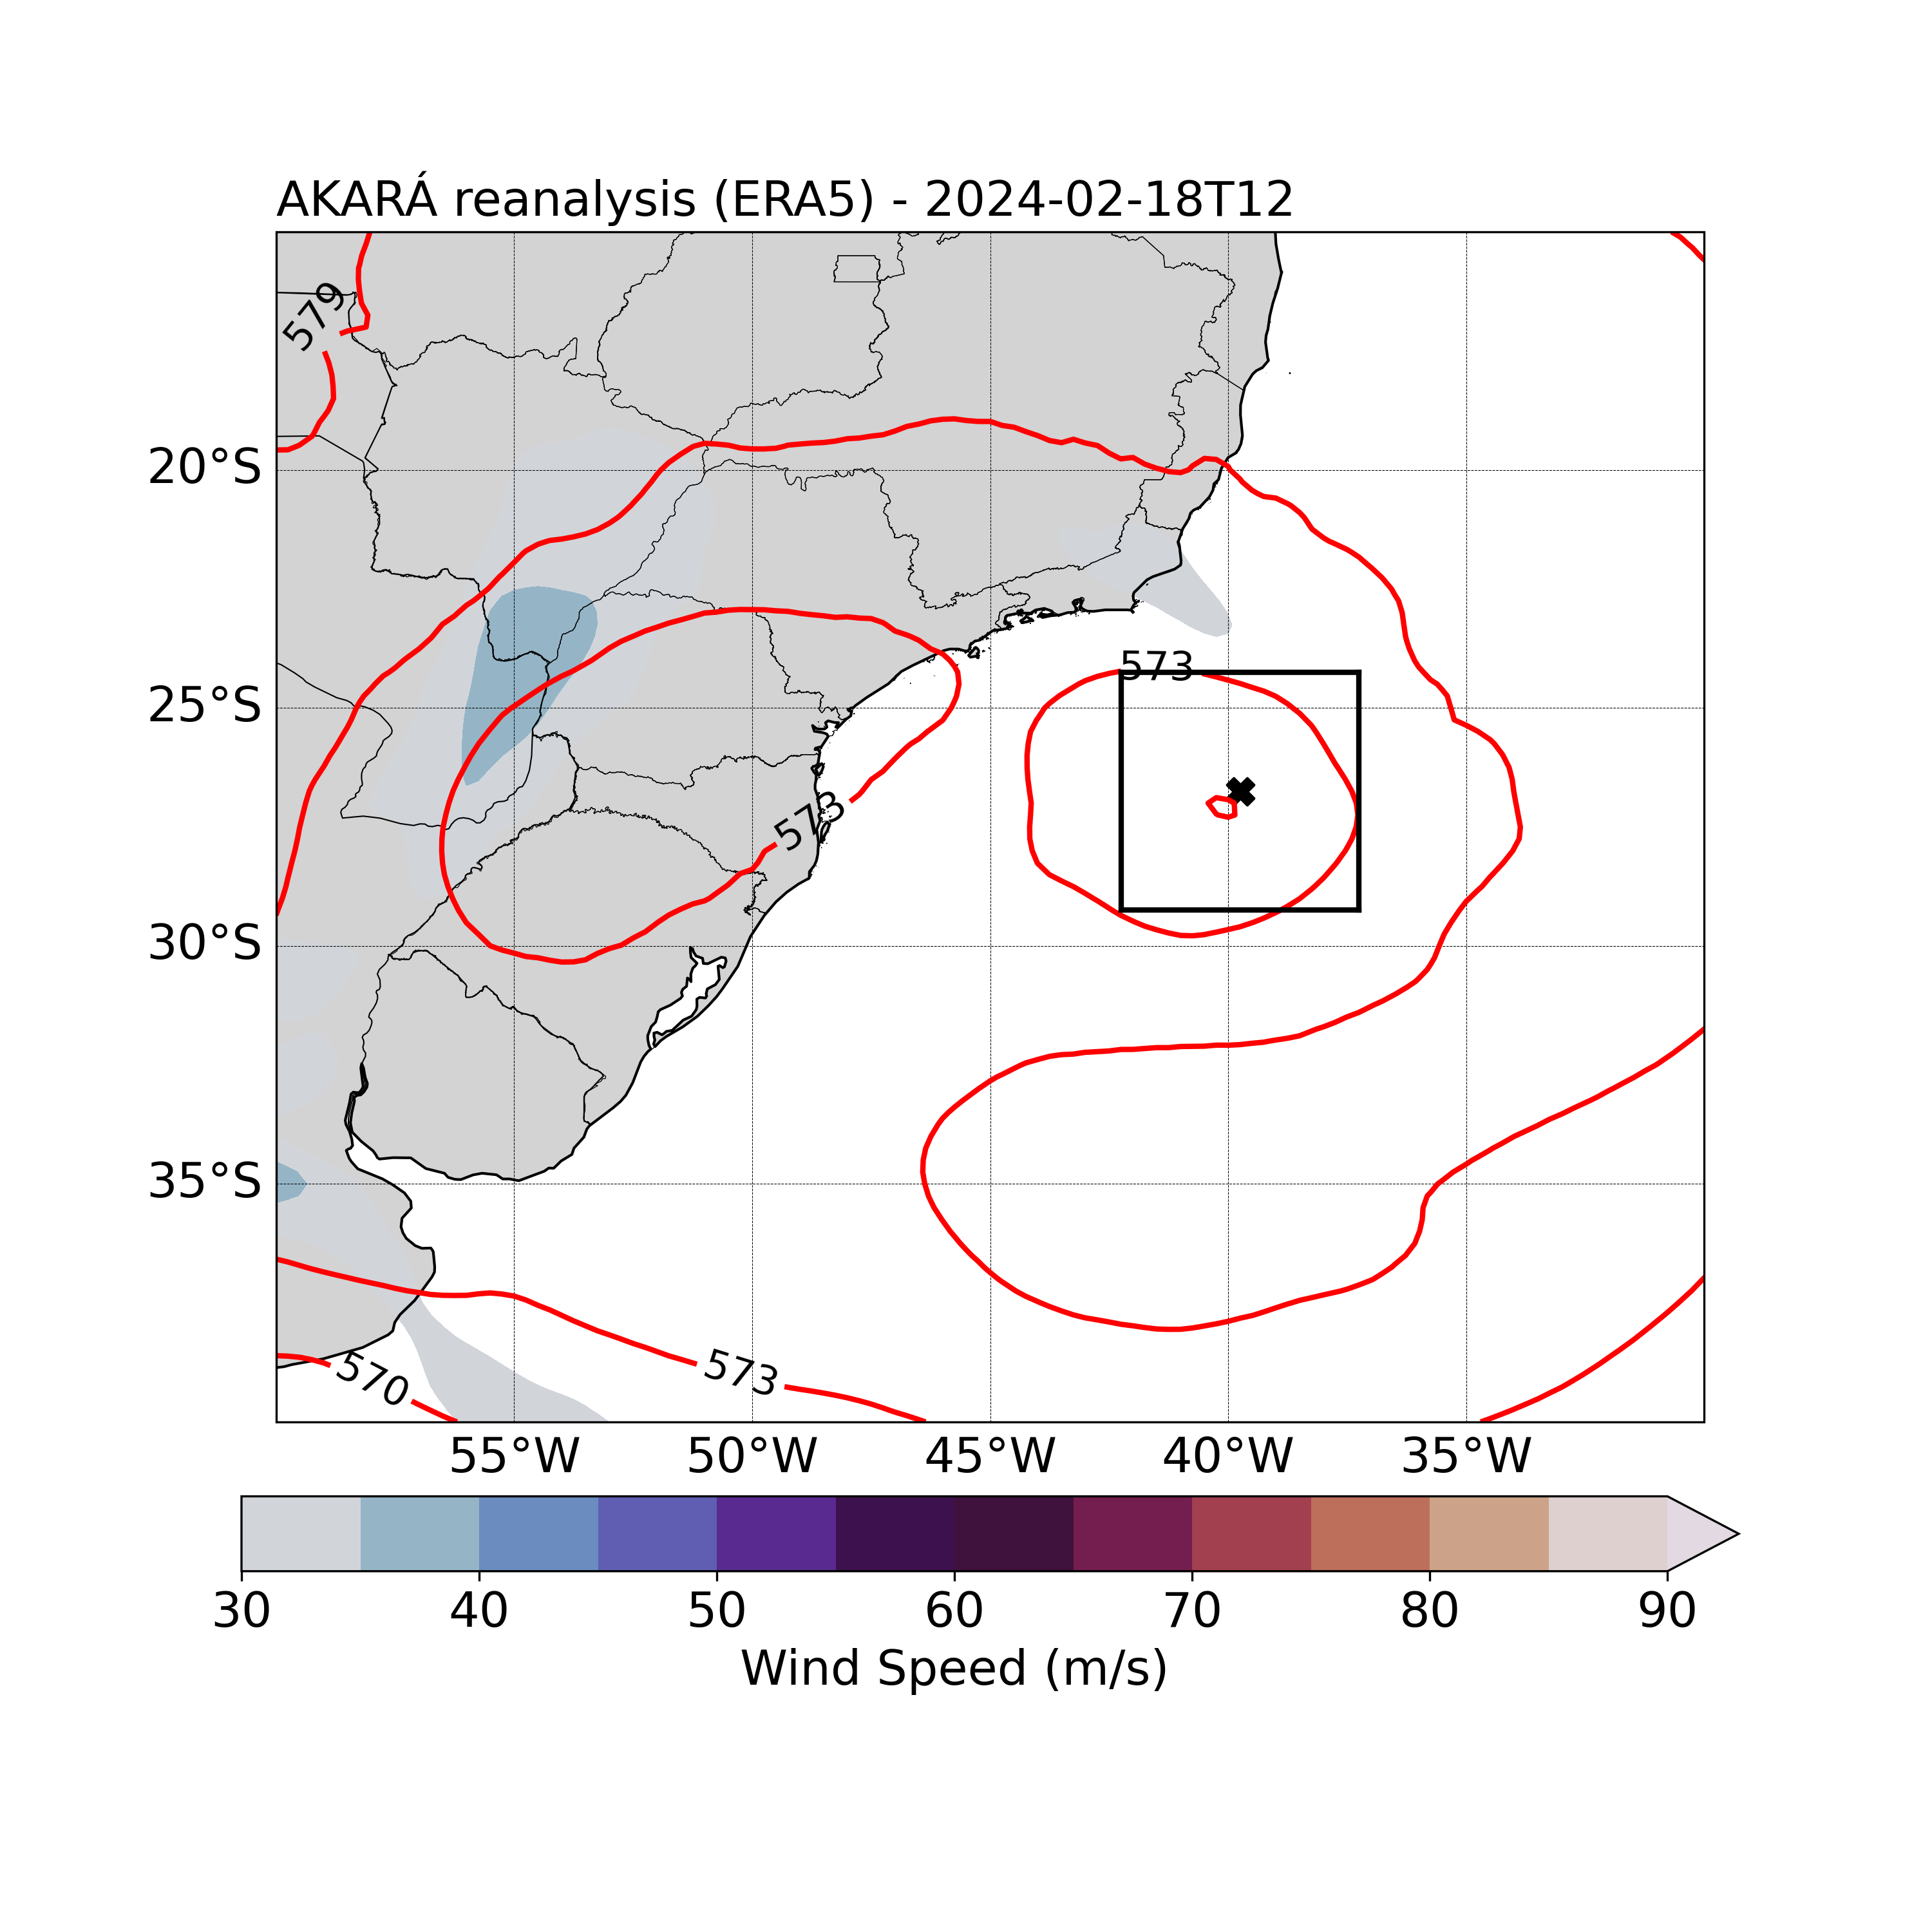 AKARÁ reanalysis (ERA5) - 2024-02-18T12
579
20°S
573
25°S
573
30°S
35°S
570
573
55°W 50°W 45°W 40°W 35°W
30 40 50 60 70 80 90
Wind Speed (m/s)